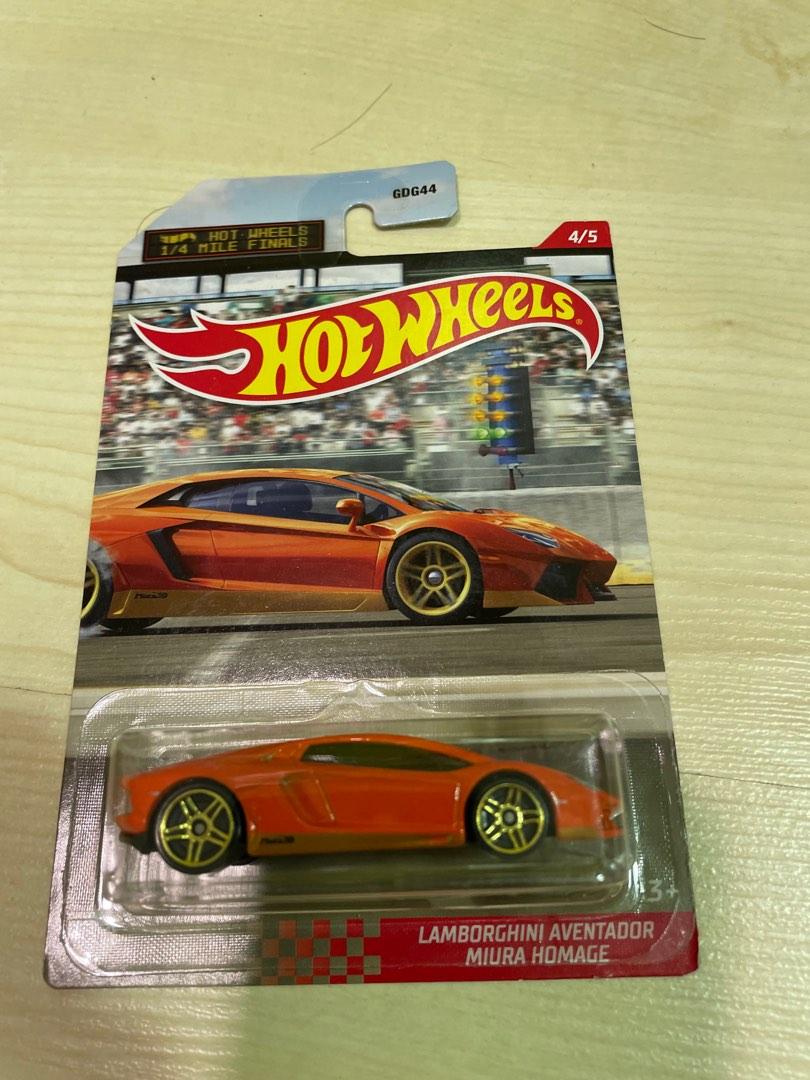 GDG44
HOT WHEELS
1/4 MILE FINALS
4/5
HOT WHEELS®
3+
LAMBORGHINI AVENTADOR
MIURA HOMAGE